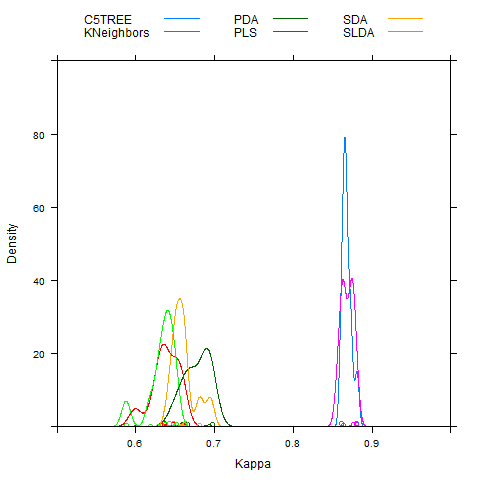 C5TREE PDA SDA
KNeighbors PLS SLDA
80
60
40
20
Density
0.6 0.7 0.8 0.9
Kappa